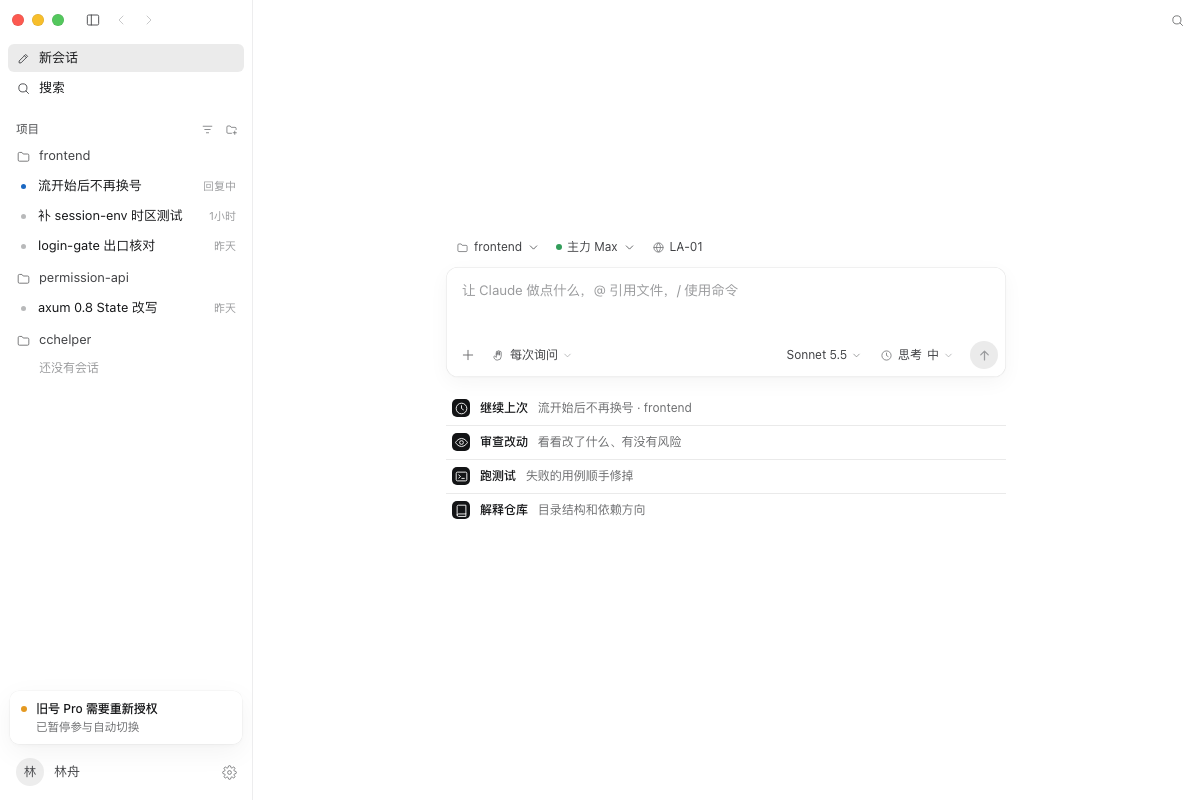 新会话
搜索
项目
frontend
流开始后不再换号 回复中
补 session-env 时区测试 1小时
login-gate 出口核对 昨天
permission-api
axum 0.8 State 改写 昨天
cchelper
还没有会话
旧号 Pro 需要重新授权
已暂停参与自动切换
林 林舟
frontend 主力 Max LA-01
让 Claude 做点什么，@ 引用文件，/ 使用命令
每次询问 Sonnet 5.5 思考 中
继续上次 流开始后不再换号 · frontend
审查改动 看看改了什么、有没有风险
跑测试 失败的用例顺手修掉
解释仓库 目录结构和依赖方向